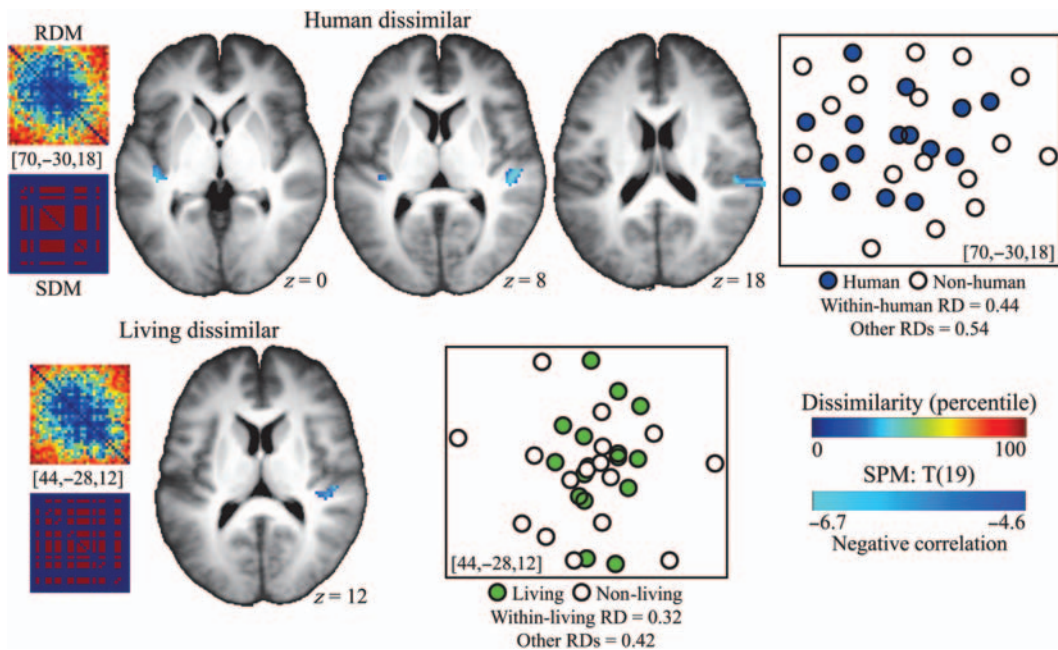 Human dissimilar
RDM
[70,−30,18]
SDM
z = 0
z = 8
z = 18
[70,−30,18]
Human Non-human
Within-human RD = 0.44
Other RDs = 0.54
Living dissimilar
[44,−28,12]
z = 12
[44,−28,12]
Living Non-living
Within-living RD = 0.32
Other RDs = 0.42
Dissimilarity (percentile)
0 100
SPM: T(19)
−6.7 −4.6
Negative correlation